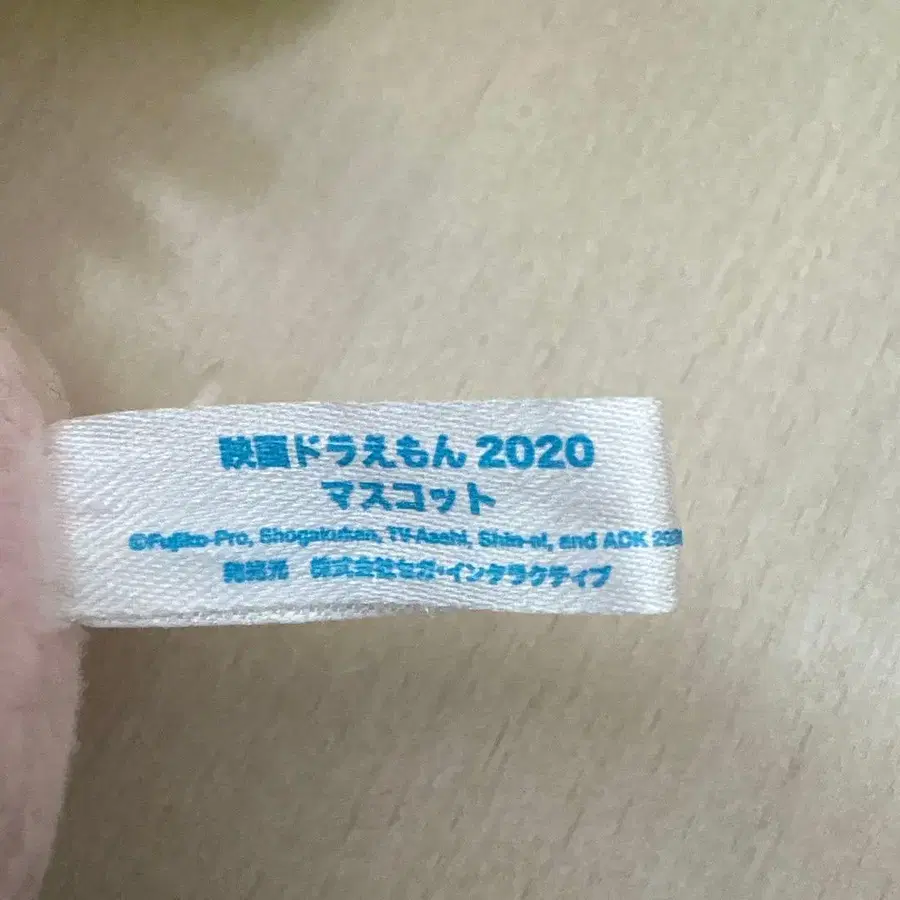 映画ドラえもん 2020
マスコット
©Fujiko-Pro, Shogakukan, TV-Asahi, Shin-ei, and ADK 202
発売元 株式会社セガ・インタラクティブ